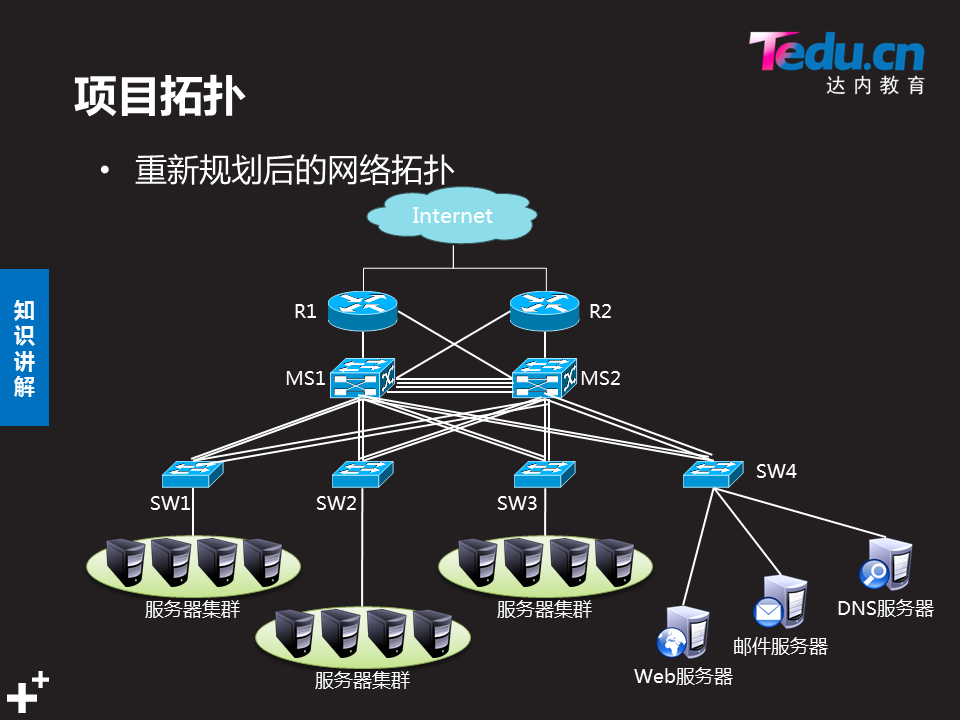 Tedu.cn
达内教育
项目拓扑
• 重新规划后的网络拓扑
Internet
知识讲解
R1
R2
MS1
MS2
SW1
SW2
SW3
SW4
服务器集群
服务器集群
服务器集群
Web服务器
邮件服务器
DNS服务器